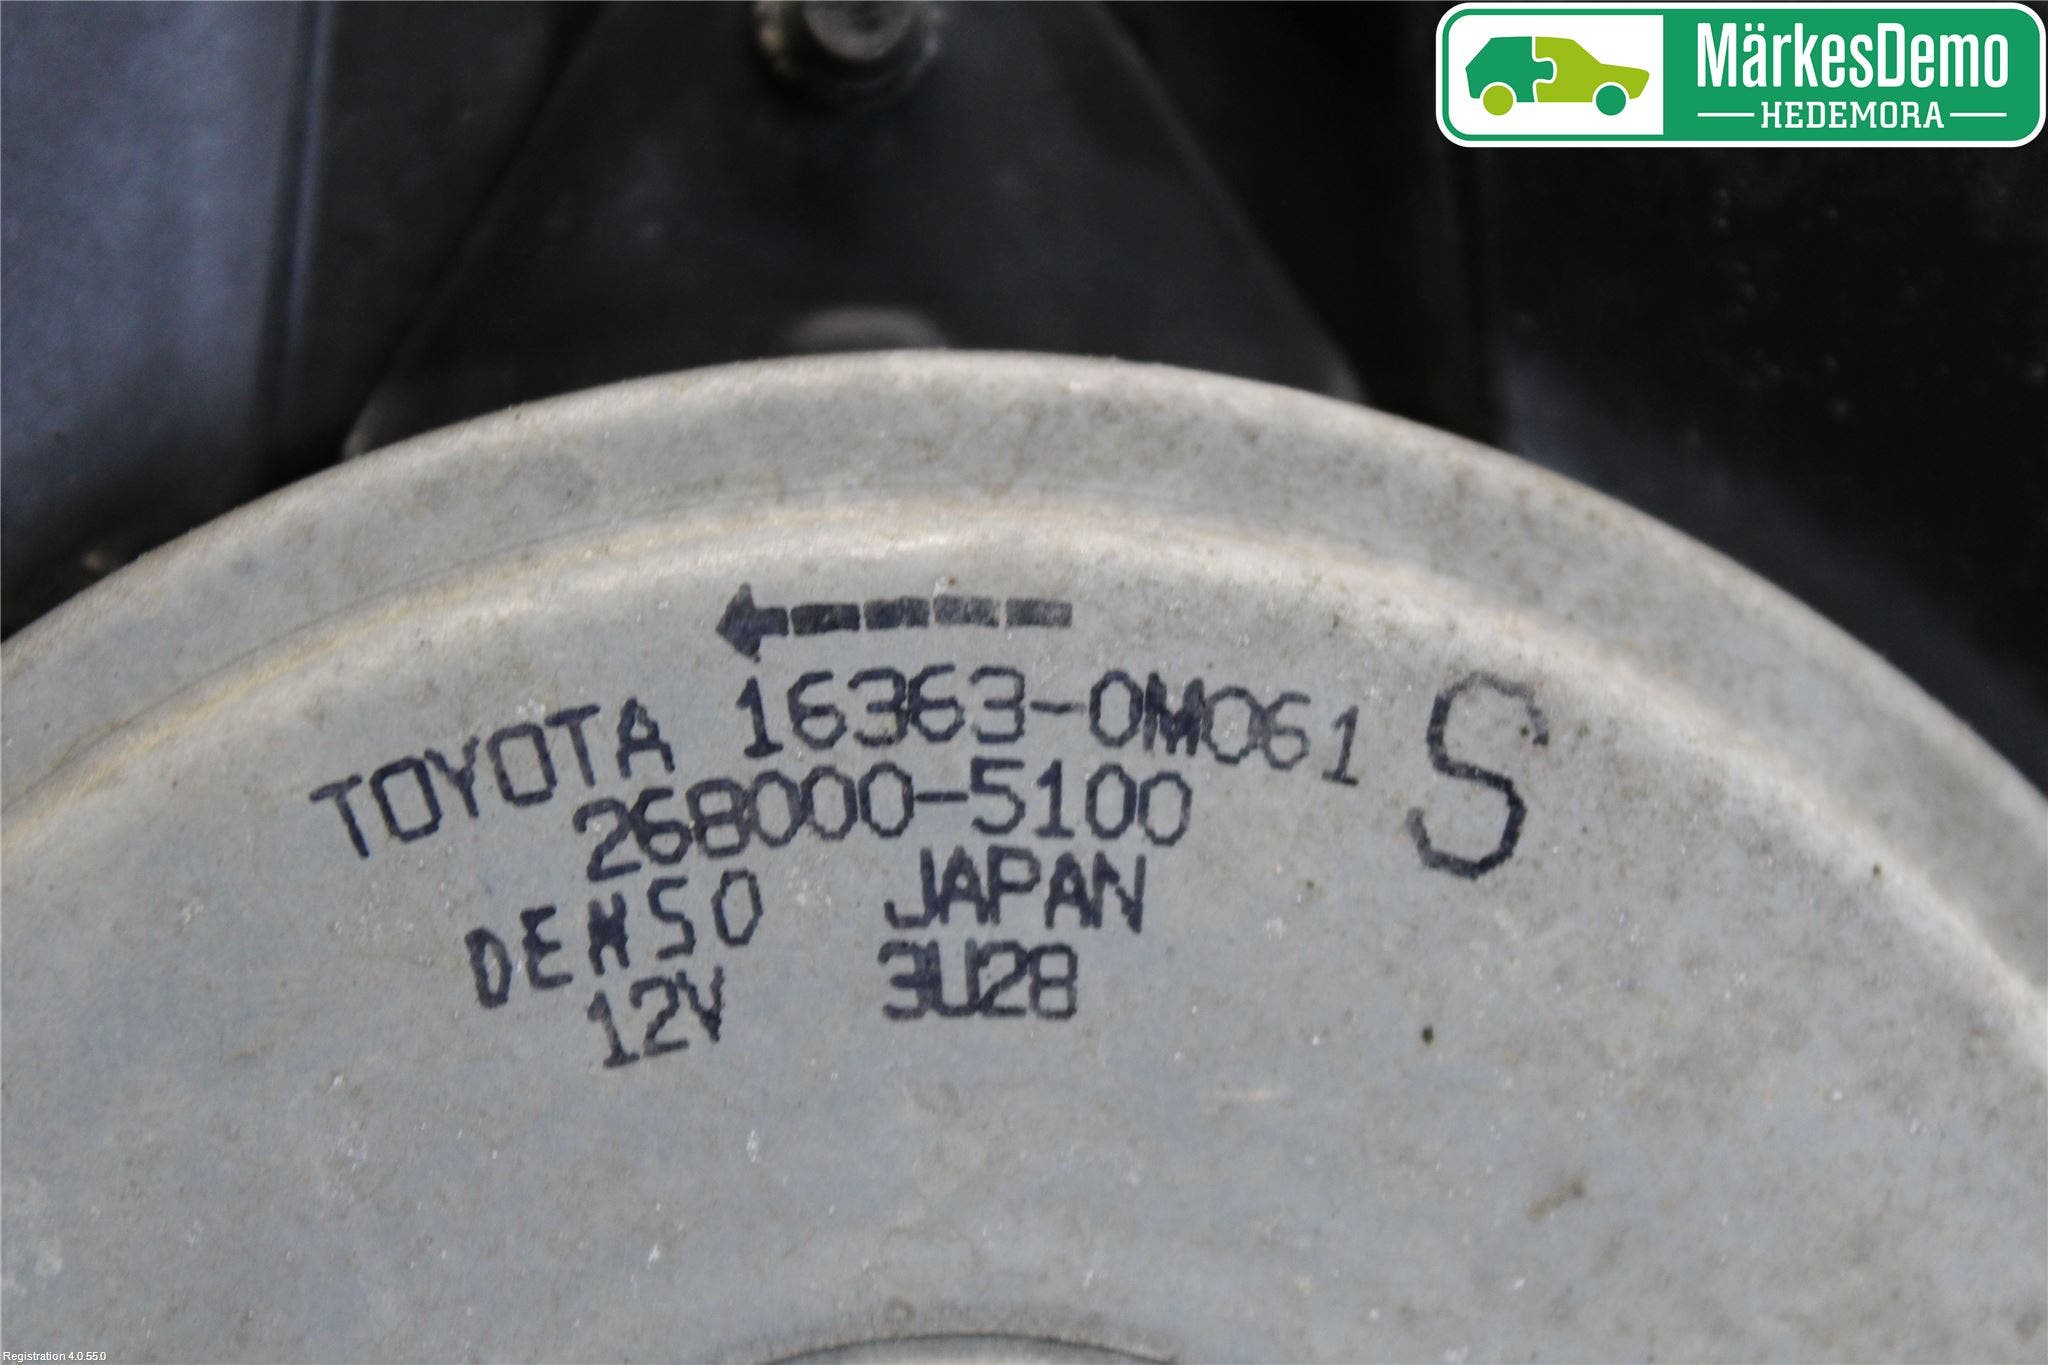 MärkesDemo
HEDEMORA
TOYOTA 16363-0M061 S
268000-5100
DENSO JAPAN
12V 3U28
Registration 4.0.55.0